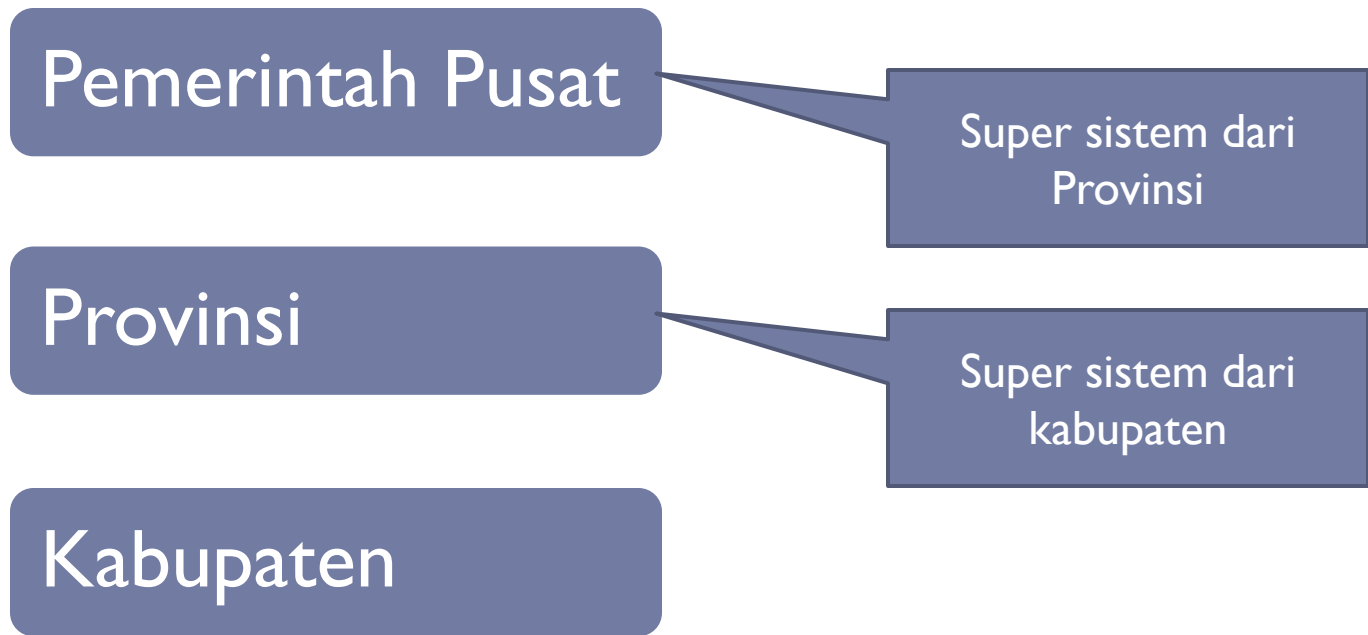 Pemerintah Pusat
Super sistem dari
Provinsi
Provinsi
Super sistem dari
kabupaten
Kabupaten